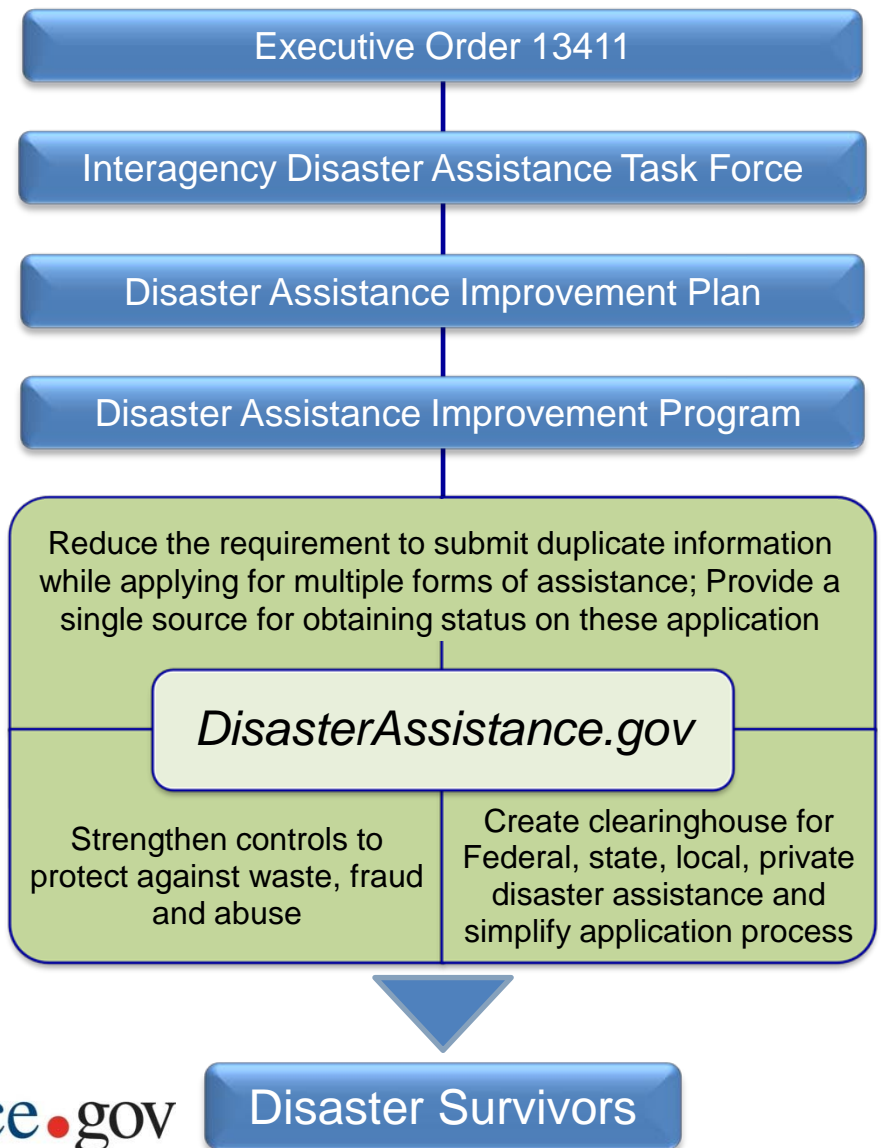 Executive Order 13411
Interagency Disaster Assistance Task Force
Disaster Assistance Improvement Plan
Disaster Assistance Improvement Program
Reduce the requirement to submit duplicate information
while applying for multiple forms of assistance; Provide a
single source for obtaining status on these application
DisasterAssistance.gov
Strengthen controls to
protect against waste, fraud
and abuse
Create clearinghouse for
Federal, state, local, private
disaster assistance and
simplify application process
ce.gov
Disaster Survivors